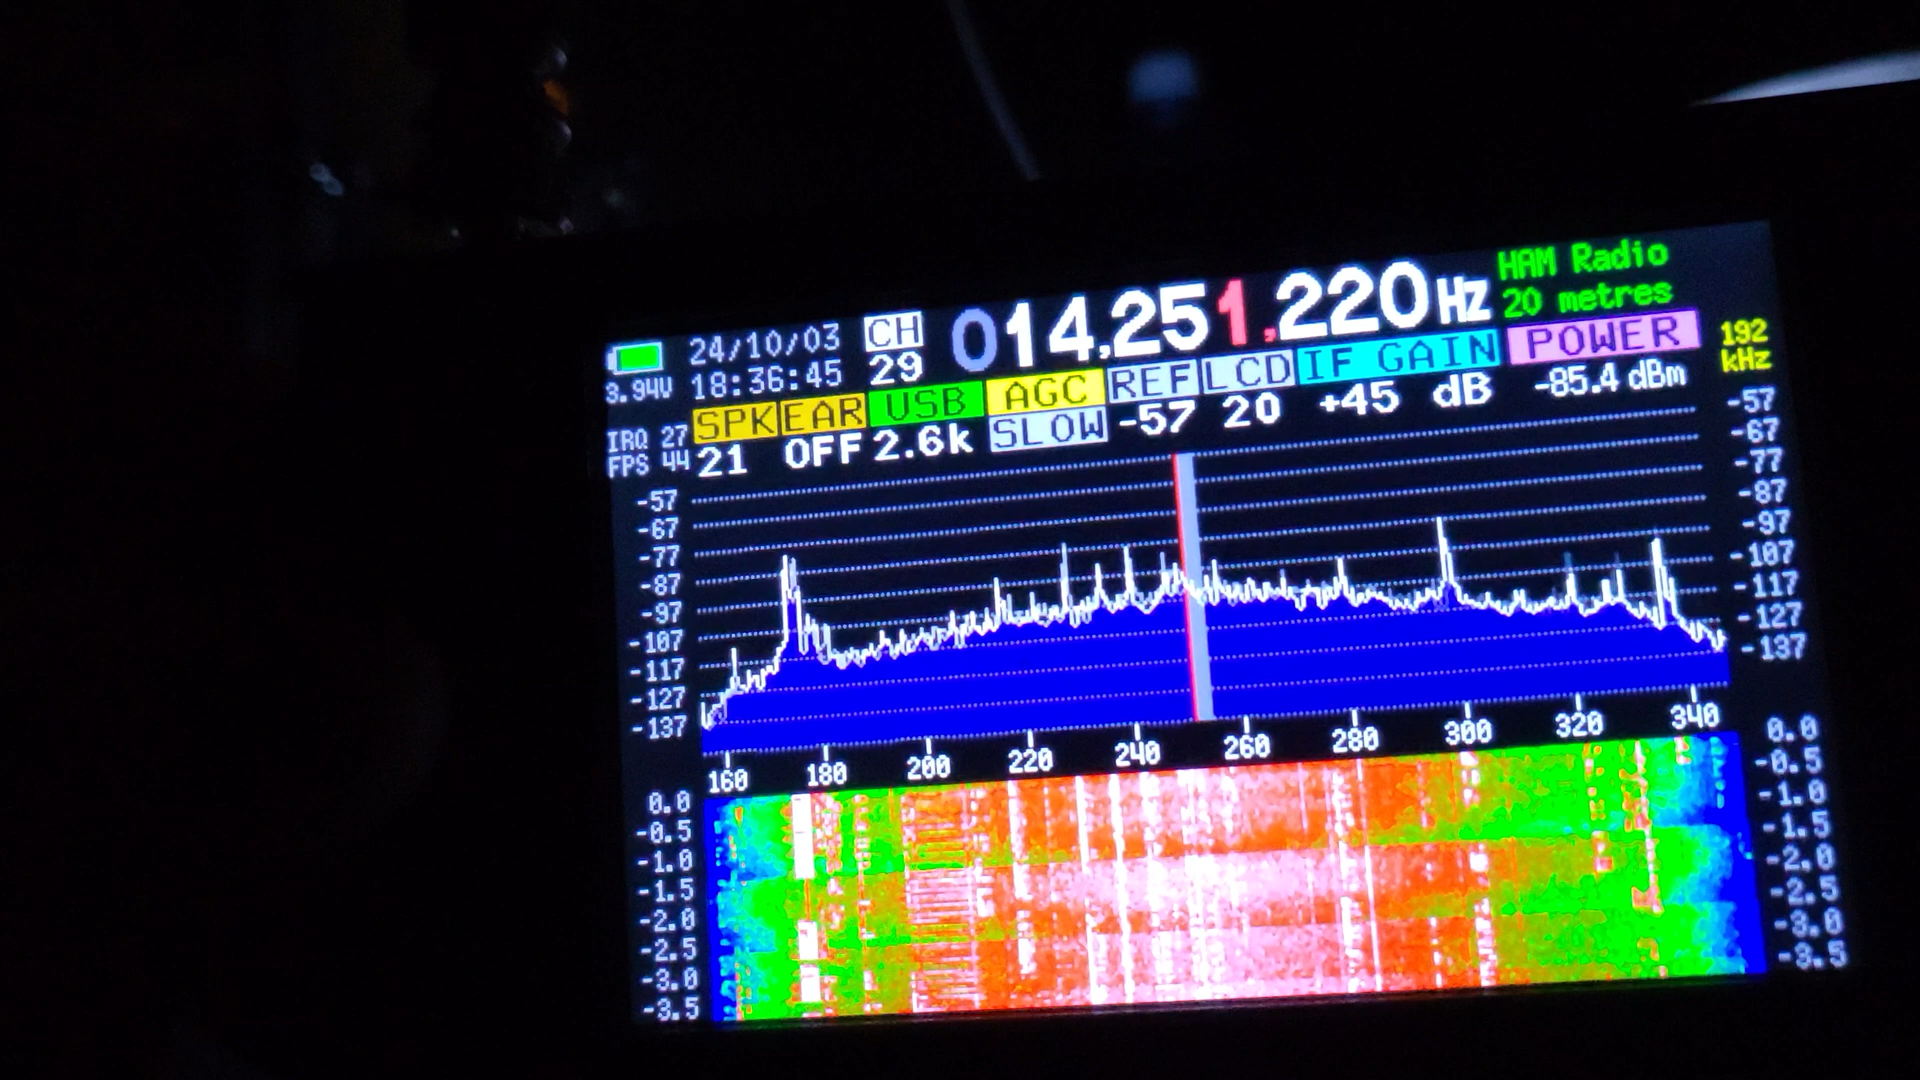 HAM Radio
014,251,220Hz
20 metres
24/10/03
CH
POWER
192
kHz
3.94V
18:36:45
29
SPK EAR USB AGC REF LCD IF GAIN
-85.4 dBm
IRQ 27
FPS 44
21 OFF 2.6k SLOW -57 20 +45 dB
-57 -57
-67 -67
-77 -77
-87 -87
-97 -97
-107 -107
-117 -117
-127 -127
-137 -137
160 180 200 220 240 260 280 300 320 340
0.0 0.0
-0.5 -0.5
-1.0 -1.0
-1.5 -1.5
-2.0 -2.0
-2.5 -2.5
-3.0 -3.0
-3.5 -3.5